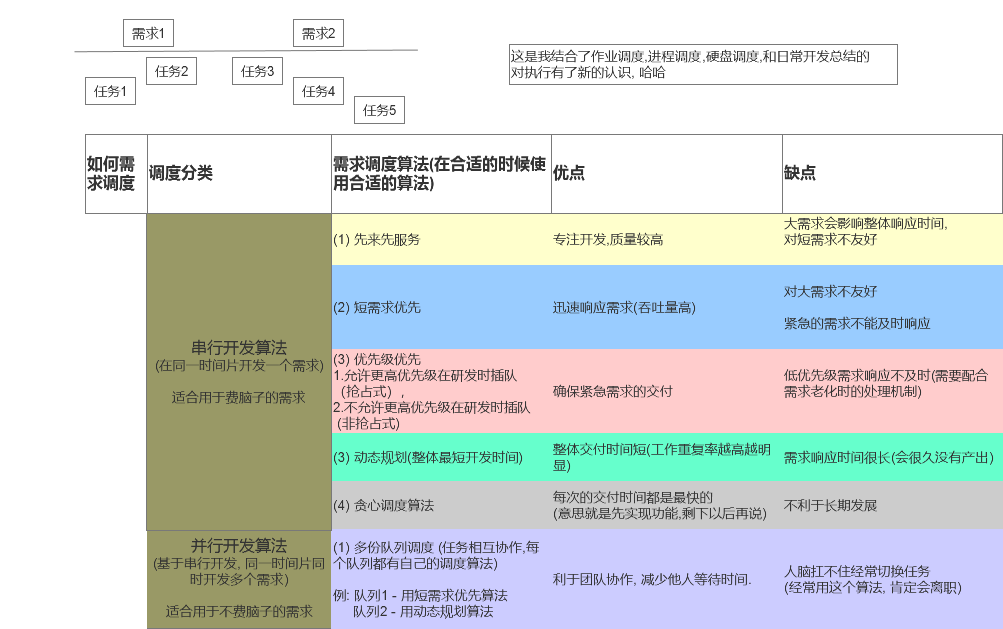 需求1
需求2
任务2
任务3
任务1
任务4
任务5
这是我结合了作业调度,进程调度,硬盘调度,和日常开发总结的
对执行有了新的认识, 哈哈
如何需
求调度
调度分类
需求调度算法(在合适的时候使
用合适的算法)
优点
缺点
串行开发算法
(在同一时间片开发一个需求)
适合用于费脑子的需求
(1) 先来先服务
专注开发,质量较高
大需求会影响整体响应时间,
对短需求不友好
(2) 短需求优先
迅速响应需求(吞吐量高)
对大需求不友好
紧急的需求不能及时响应
(3) 优先级优先
1.允许更高优先级在研发时插队
（抢占式）,
2.不允许更高优先级在研发时插队
(非抢占式)
确保紧急需求的交付
低优先级需求响应不及时(需要配合
需求老化时的处理机制)
(3) 动态规划(整体最短开发时间)
整体交付时间短(工作重复率越高越明
显)
需求响应时间很长(会很久没有产出)
(4) 贪心调度算法
每次的交付时间都是最快的
(意思就是先实现功能,剩下以后再说)
不利于长期发展
并行开发算法
(基于串行开发, 同一时间片同
时开发多个需求)
适合用于不费脑子的需求
(1) 多份队列调度 (任务相互协作,每
个队列都有自己的调度算法)
例: 队列1 - 用短需求优先算法
队列2 - 用动态规划算法
利于团队协作, 减少他人等待时间.
人脑扛不住经常切换任务
(经常用这个算法, 肯定会离职)